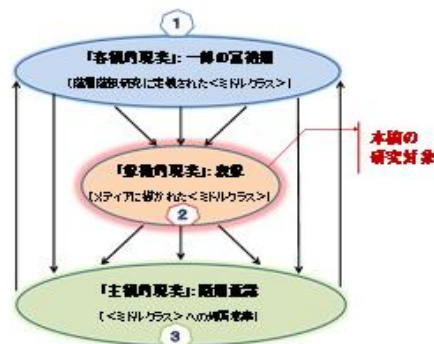 1
「客観的現実」：一部の富裕層
（階層階級研究に定義された＜ミドルクラス＞）
「象徴的現実」：表象
（メディアに描かれた＜ミドルクラス＞）
2
本稿の
研究対象
「主観的現実」：階層意識
（＜ミドルクラス＞への帰属意識）
3